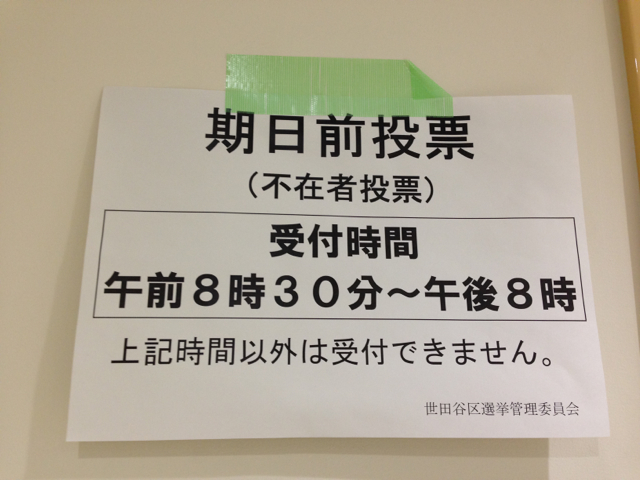 期日前投票
（不在者投票）
受付時間
午前８時３０分～午後８時
上記時間以外は受付できません。
世田谷区選挙管理委員会